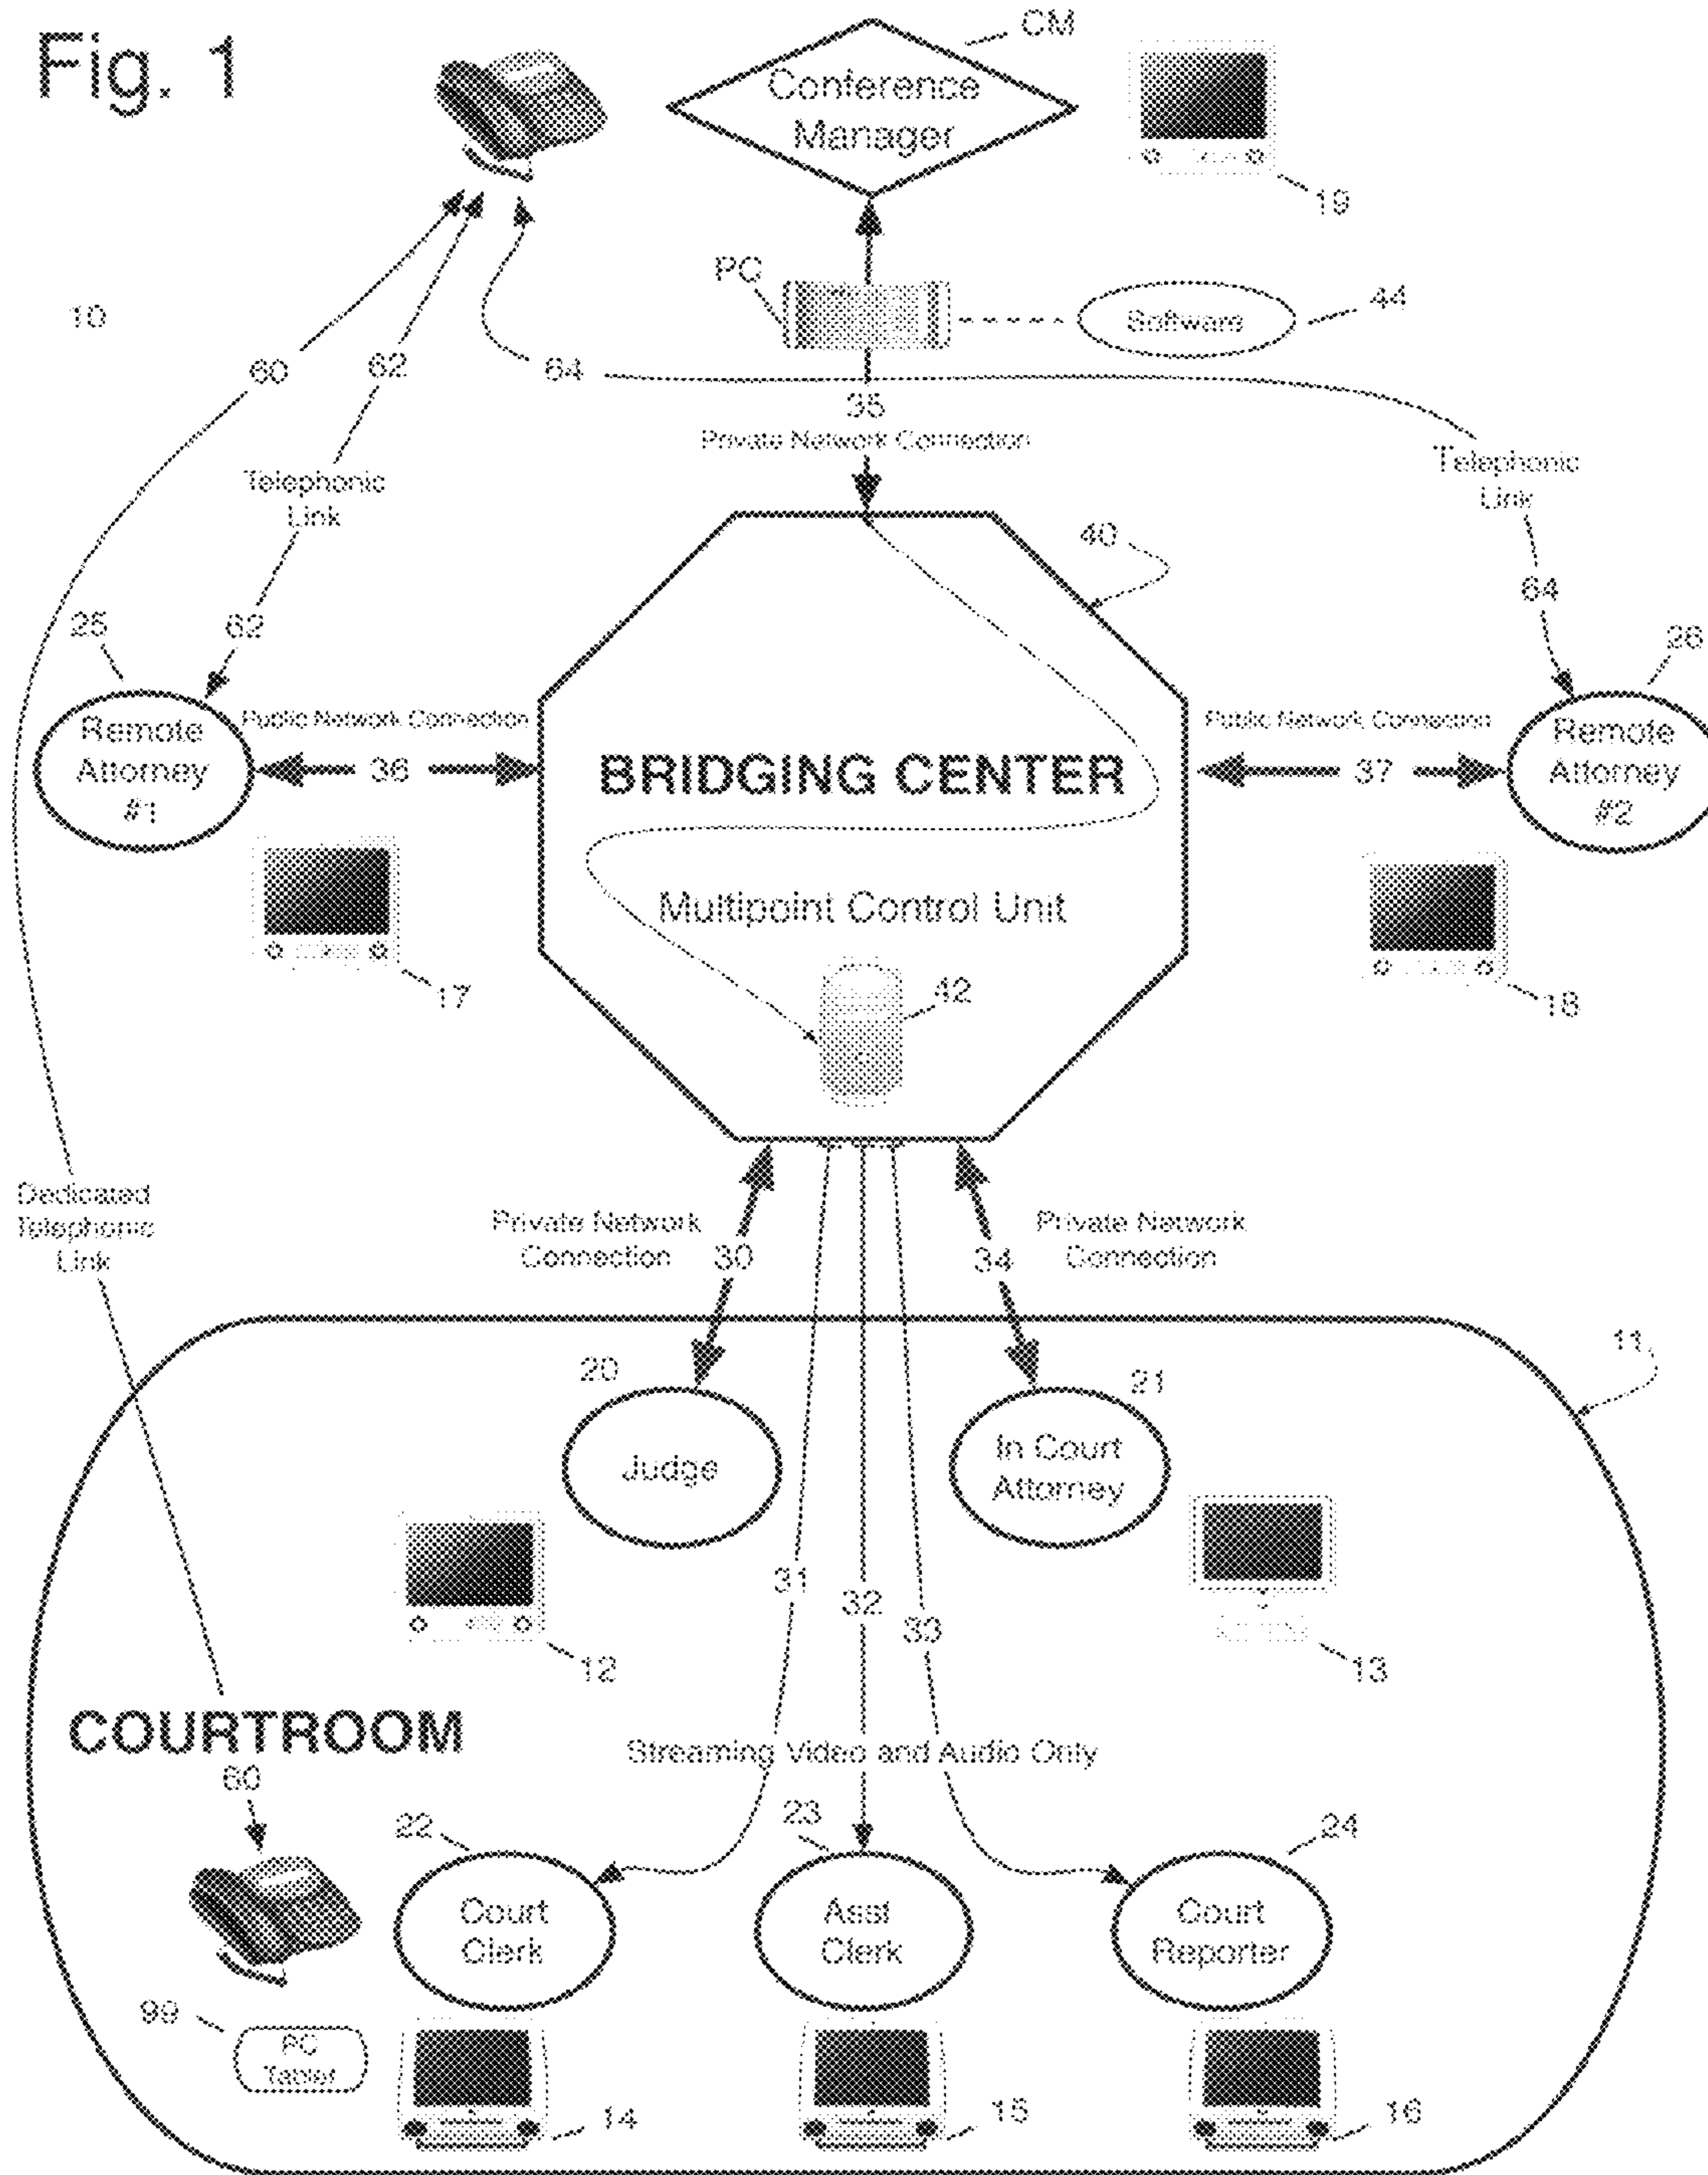 Fig. 1
CM
Conference
Manager
19
PC
Software
44
10
60
62
64
35
Private Network Connection
Telephonic
Link
Telephonic
Link
40
64
25
62
26
Remote
Attorney
#1
Public Network Connection
36
BRIDGING CENTER
Public Network Connection
37
Remote
Attorney
#2
Multipoint Control Unit
42
17
18
Dedicated
Telephonic
Link
Private Network
Connection
30
34
Private Network
Connection
11
20
21
Judge
In Court
Attorney
31
32
33
12
13
COURTROOM
60
Streaming Video and Audio Only
22
23
24
Court
Clerk
Asst
Clerk
Court
Reporter
99
PC
Tablet
14
15
16